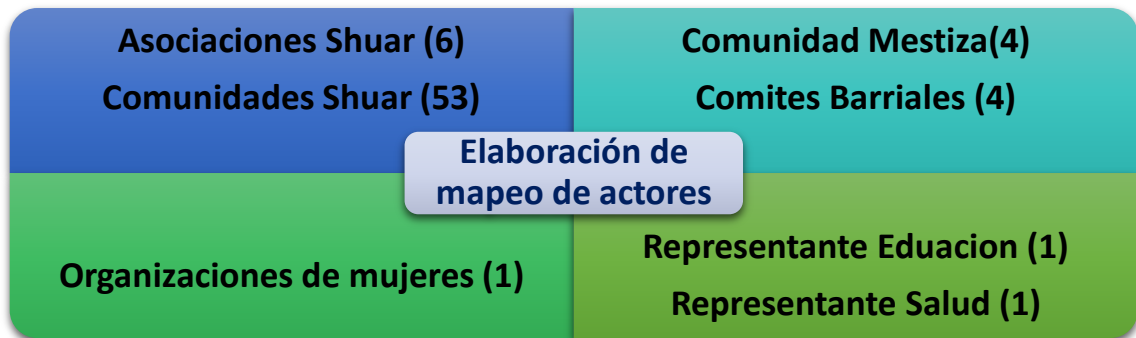 Asociaciones Shuar (6)
Comunidades Shuar (53)
Comunidad Mestiza(4)
Comites Barriales (4)
Elaboración de
mapeo de actores
Organizaciones de mujeres (1)
Representante Eduacion (1)
Representante Salud (1)